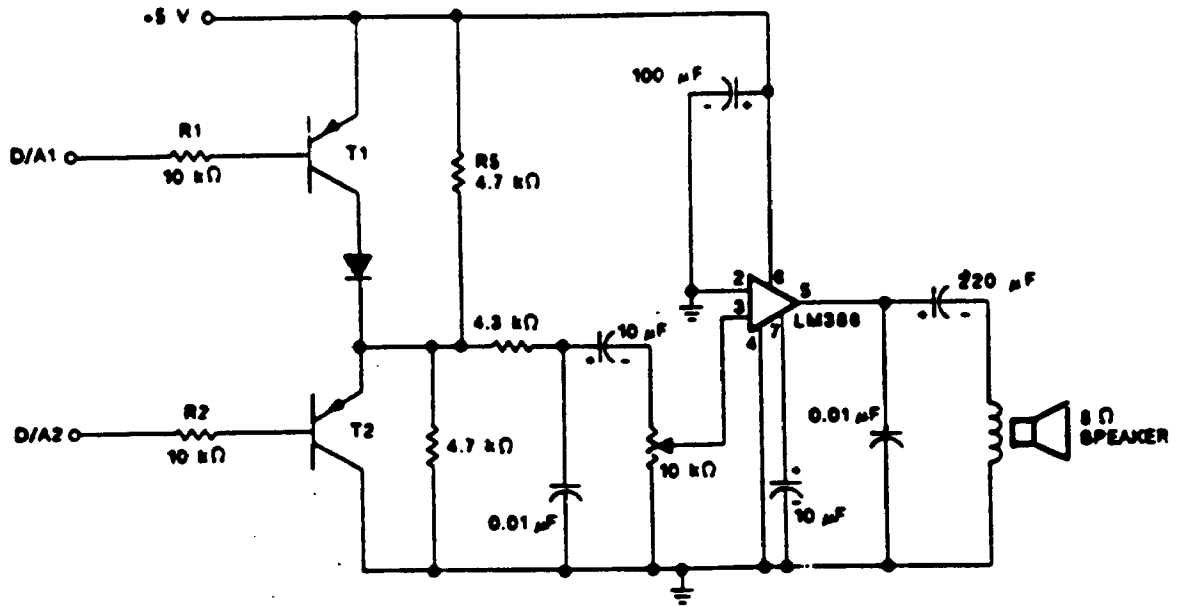 +5 V
100 µF
- +
R1
D/A1
10 kΩ
T1
R5
4.7 kΩ
2
6
5
3
LM386
4
7
220 µF
+ -
4.3 kΩ
10 µF
+ -
R2
D/A2
10 kΩ
T2
4.7 kΩ
10 kΩ
0.01 µF
8 Ω
SPEAKER
0.01 µF
+
-
10 µF